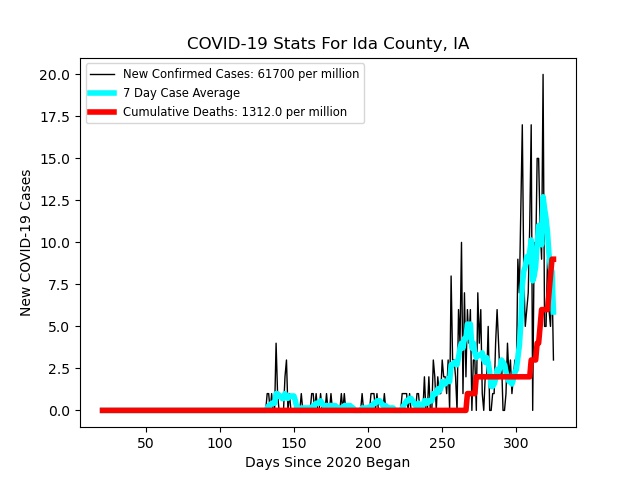 COVID-19 Stats For Ida County, IA
New Confirmed Cases: 61700 per million
7 Day Case Average
Cumulative Deaths: 1312.0 per million
New COVID-19 Cases
20.0
17.5
15.0
12.5
10.0
7.5
5.0
2.5
0.0
50 100 150 200 250 300
Days Since 2020 Began